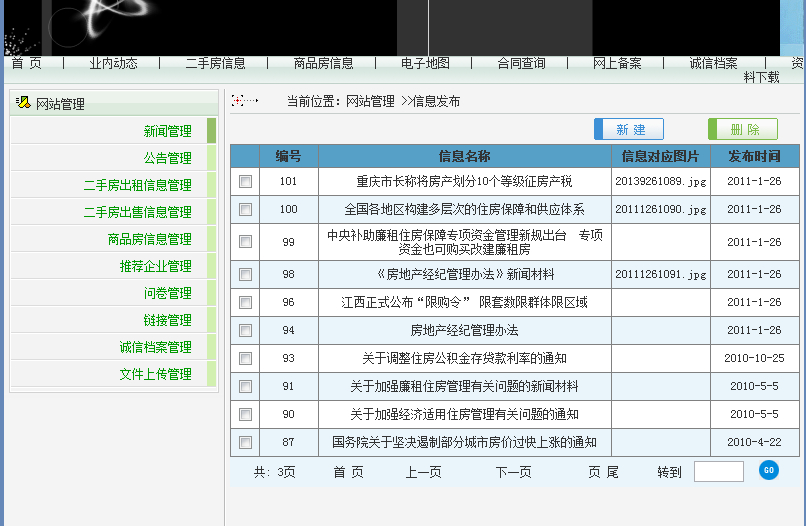 首 页 | 业内动态 | 二手房信息 | 商品房信息 | 电子地图 | 合同查询 | 网上备案 | 诚信档案 | 资
料下载
网站管理
新闻管理
公告管理
二手房出租信息管理
二手房出售信息管理
商品房信息管理
推荐企业管理
问卷管理
链接管理
诚信档案管理
文件上传管理
当前位置：网站管理 >>信息发布
新 建 删 除
编号 信息名称 信息对应图片 发布时间
101 重庆市长称将房产划分10个等级征房产税 20139261089.jpg 2011-1-26
100 全国各地区构建多层次的住房保障和供应体系 20111261090.jpg 2011-1-26
99 中央补助廉租住房保障专项资金管理新规出台 专项
资金也可购买改建廉租房 2011-1-26
98 《房地产经纪管理办法》新闻材料 20111261091.jpg 2011-1-26
96 江西正式公布“限购令” 限套数限群体限区域 2011-1-26
94 房地产经纪管理办法 2011-1-26
93 关于调整住房公积金存贷款利率的通知 2010-10-25
91 关于加强廉租住房管理有关问题的新闻材料 2010-5-5
90 关于加强经济适用住房管理有关问题的通知 2010-5-5
87 国务院关于坚决遏制部分城市房价过快上涨的通知 2010-4-22
共: 3页 首 页 上一页 下一页 页 尾 转到 GO